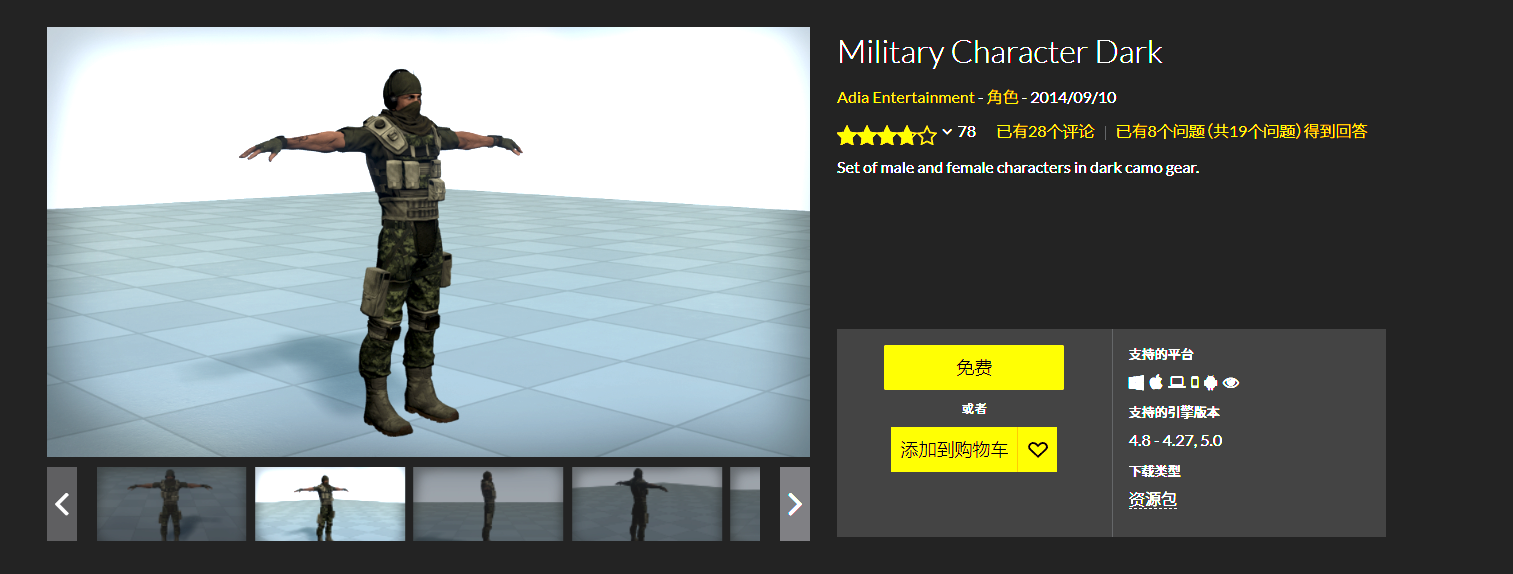 Military Character Dark
Adia Entertainment - 角色 - 2014/09/10
78 已有28个评论 | 已有8个问题 (共19个问题) 得到回答
Set of male and female characters in dark camo gear.
免费
或者
添加到购物车
支持的平台
支持的引擎版本
4.8 - 4.27, 5.0
下载类型
资源包